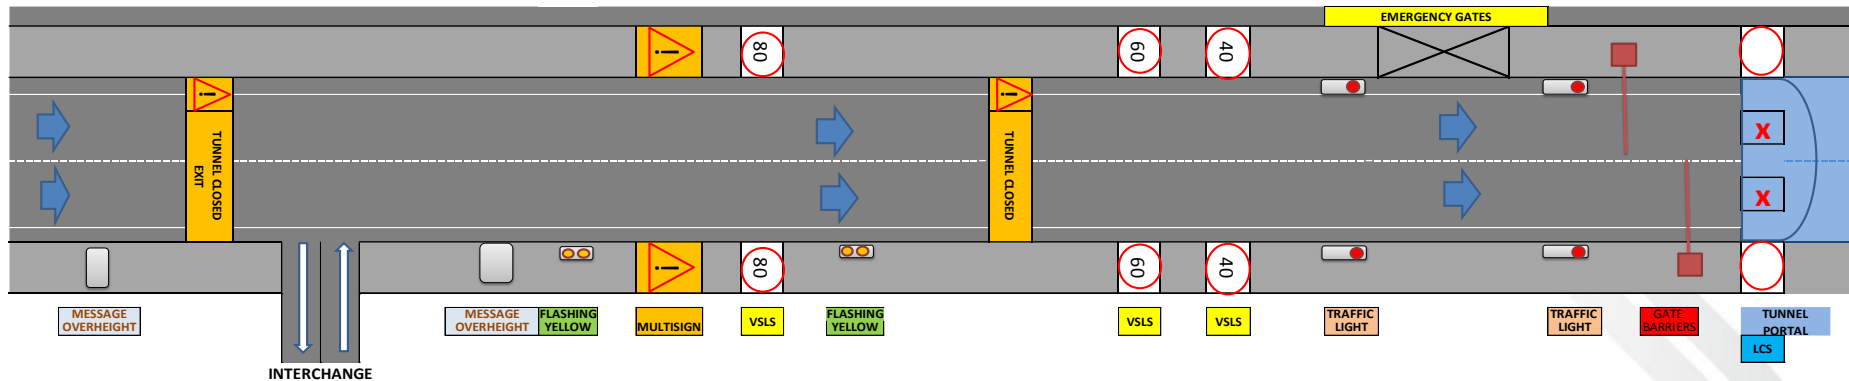 EMERGENCY GATES
!
80
60
40
!
TUNNEL CLOSED
EXIT
!
TUNNEL CLOSED
X
X
!
80
60
40
MESSAGE
OVERHEIGHT
MESSAGE
OVERHEIGHT
FLASHING
YELLOW
MULTISIGN
VSLS
FLASHING
YELLOW
VSLS
VSLS
TRAFFIC
LIGHT
TRAFFIC
LIGHT
GATE
BARRIERS
TUNNEL
PORTAL
LCS
INTERCHANGE